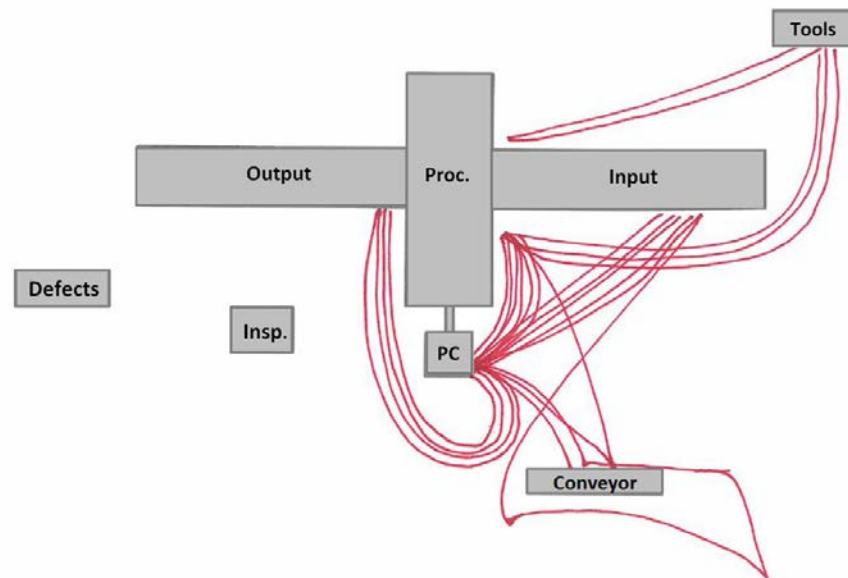 Tools
Output
Proc.
Input
Defects
Insp.
PC
Conveyor